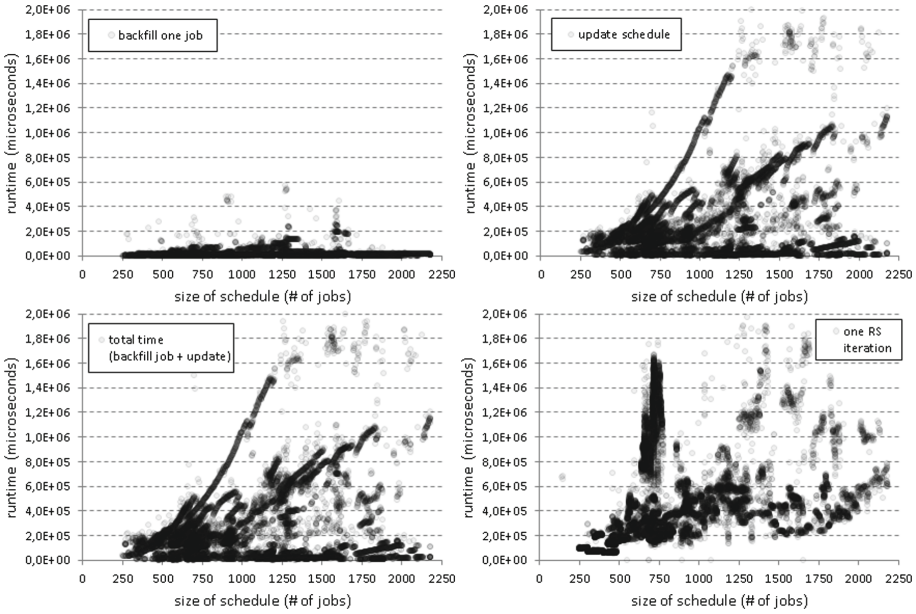 2,0E+06
1,8E+06
1,6E+06
1,4E+06
1,2E+06
1,0E+06
8,0E+05
6,0E+05
4,0E+05
2,0E+05
0,0E+00
runtime (microseconds)
backfill one job
0 250 500 750 1000 1250 1500 1750 2000 2250
size of schedule (# of jobs)
2,0E+06
1,8E+06
1,6E+06
1,4E+06
1,2E+06
1,0E+06
8,0E+05
6,0E+05
4,0E+05
2,0E+05
0,0E+00
runtime (microseconds)
update schedule
0 250 500 750 1000 1250 1500 1750 2000 2250
size of schedule (# of jobs)
2,0E+06
1,8E+06
1,6E+06
1,4E+06
1,2E+06
1,0E+06
8,0E+05
6,0E+05
4,0E+05
2,0E+05
0,0E+00
runtime (microseconds)
total time
(backfill job + update)
0 250 500 750 1000 1250 1500 1750 2000 2250
size of schedule (# of jobs)
2,0E+06
1,8E+06
1,6E+06
1,4E+06
1,2E+06
1,0E+06
8,0E+05
6,0E+05
4,0E+05
2,0E+05
0,0E+00
runtime (microseconds)
one RS
iteration
0 250 500 750 1000 1250 1500 1750 2000 2250
size of schedule (# of jobs)